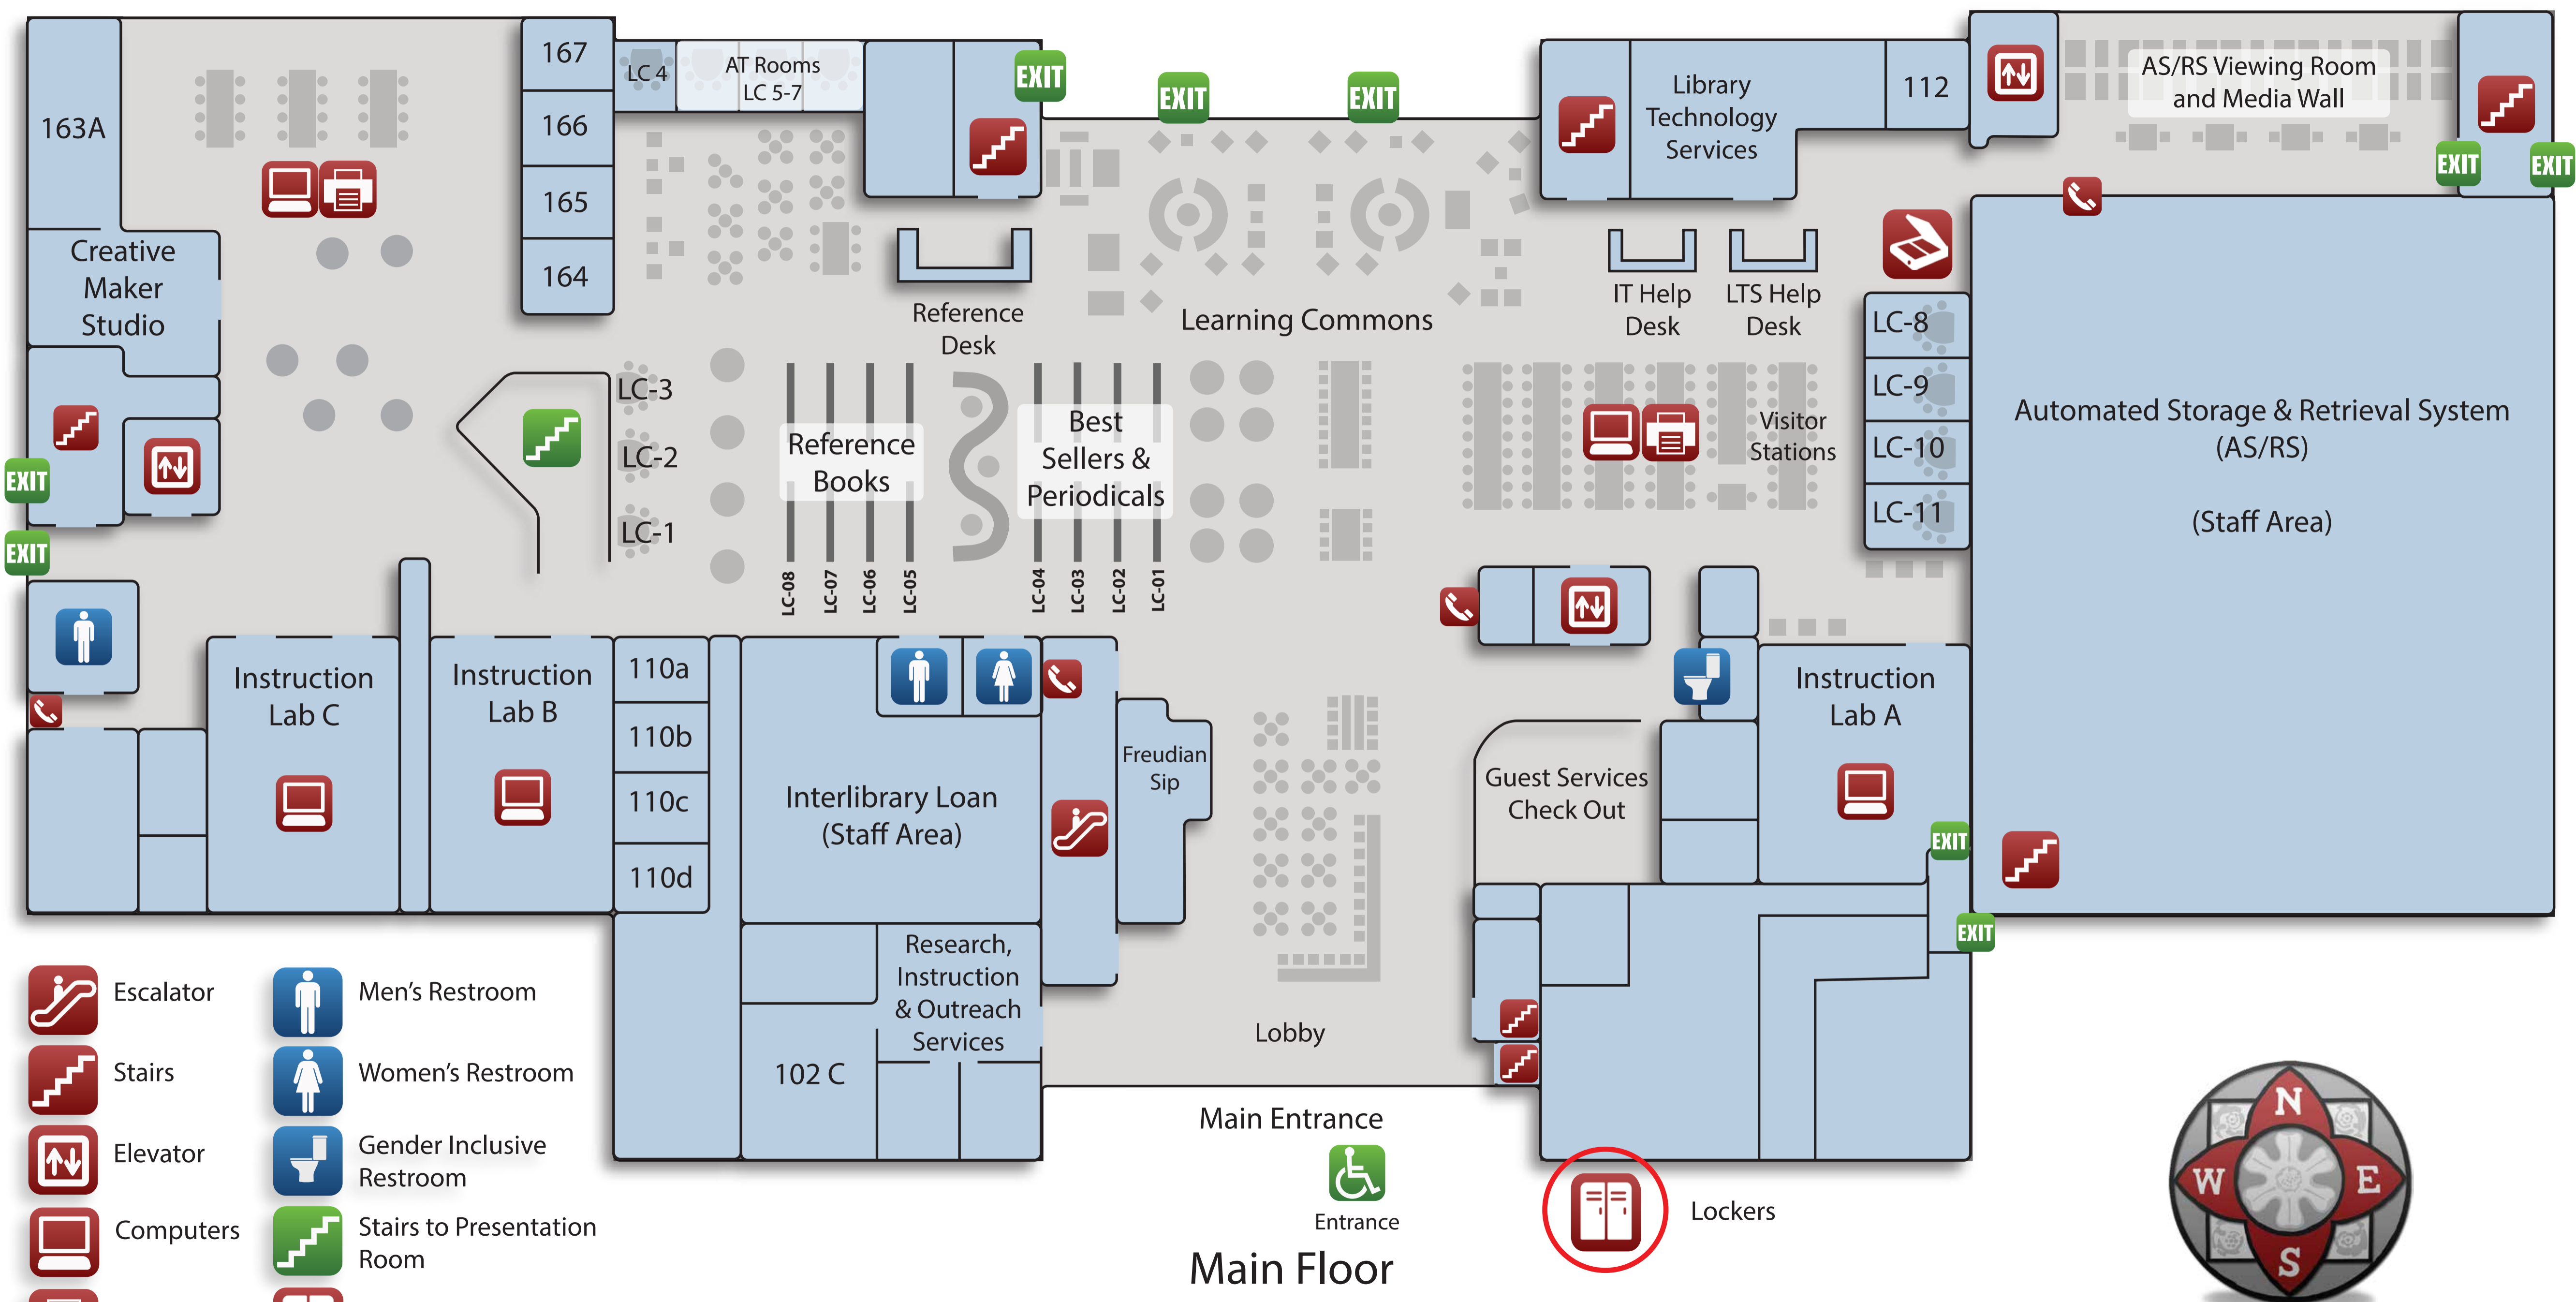 163A
167
166
165
164
LC 4
AT Rooms
LC 5-7
EXIT
EXIT
EXIT
Library
Technology
Services
112
AS/RS Viewing Room
and Media Wall
EXIT
EXIT
Creative
Maker
Studio
Reference
Desk
Learning Commons
IT Help
Desk
LTS Help
Desk
LC-8
LC-9
LC-10
LC-11
Automated Storage & Retrieval System
(AS/RS)
(Staff Area)
LC-3
LC-2
LC-1
Reference
Books
Best
Sellers &
Periodicals
Visitor
Stations
EXIT
EXIT
LC-08
LC-07
LC-06
LC-05
LC-04
LC-03
LC-02
LC-01
Instruction
Lab C
Instruction
Lab B
110a
110b
110c
110d
Interlibrary Loan
(Staff Area)
Freudian
Sip
Guest Services
Check Out
Instruction
Lab A
EXIT
EXIT
Research,
Instruction
& Outreach
Services
102 C
Lobby
Main Entrance
Entrance
Main Floor
Lockers
Escalator
Stairs
Elevator
Computers
Men's Restroom
Women's Restroom
Gender Inclusive
Restroom
Stairs to Presentation
Room
N
W
E
S